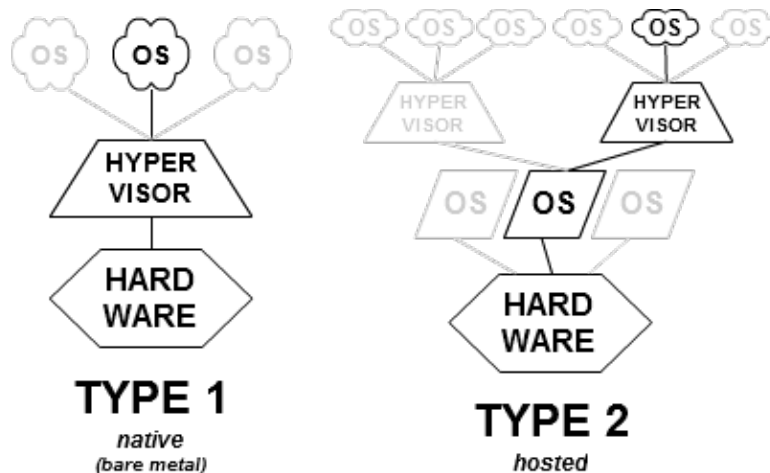 OS OS OS
HYPER
VISOR
HARD
WARE
TYPE 1
native
(bare metal)
OS OS OS OS OS OS
HYPER HYPER
VISOR VISOR
OS OS OS
HARD
WARE
TYPE 2
hosted